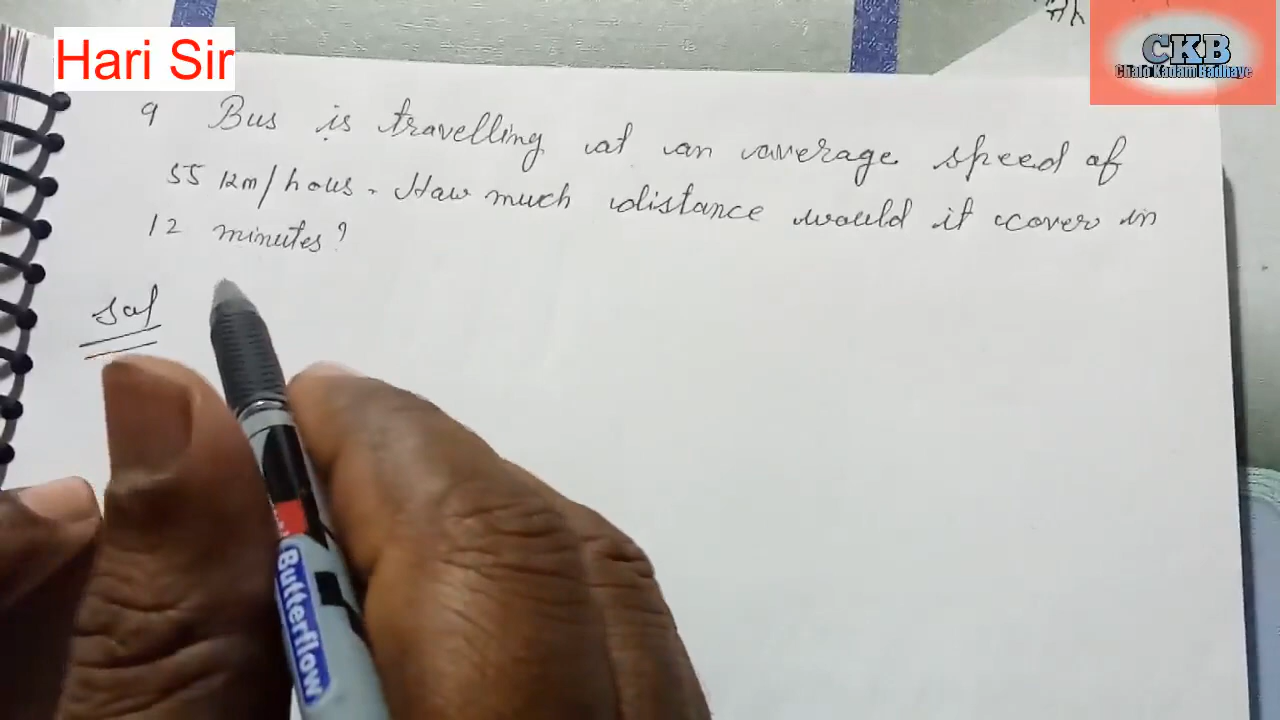 Hari Sir
CKB
Chalo Kadam Badhaye
9 Bus is travelling at an average speed of
55 km/hous. How much distance would it cover in
12 minutes?
Sol
Butterflow